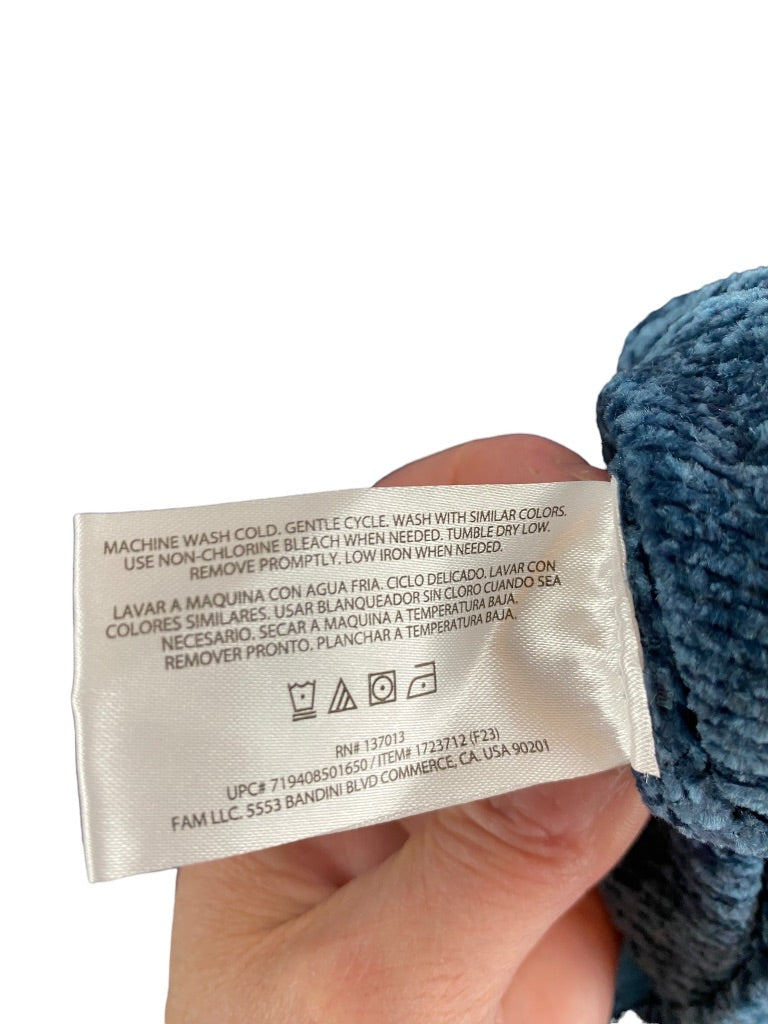 MACHINE WASH COLD. GENTLE CYCLE. WASH WITH SIMILAR COLORS.
USE NON-CHLORINE BLEACH WHEN NEEDED. TUMBLE DRY LOW.
REMOVE PROMPTLY. LOW IRON WHEN NEEDED.
LAVAR A MAQUINA CON AGUA FRIA. CICLO DELICADO. LAVAR CON
COLORES SIMILARES. USAR BLANQUEADOR SIN CLORO CUANDO SEA
NECESARIO. SECAR A MAQUINA A TEMPERATURA BAJA.
REMOVER PRONTO. PLANCHAR A TEMPERATURA BAJA.
RN# 137013
UPC# 719408501650 / ITEM# 1723712 (F23)
FAM LLC. 5553 BANDINI BLVD COMMERCE, CA. USA 90201